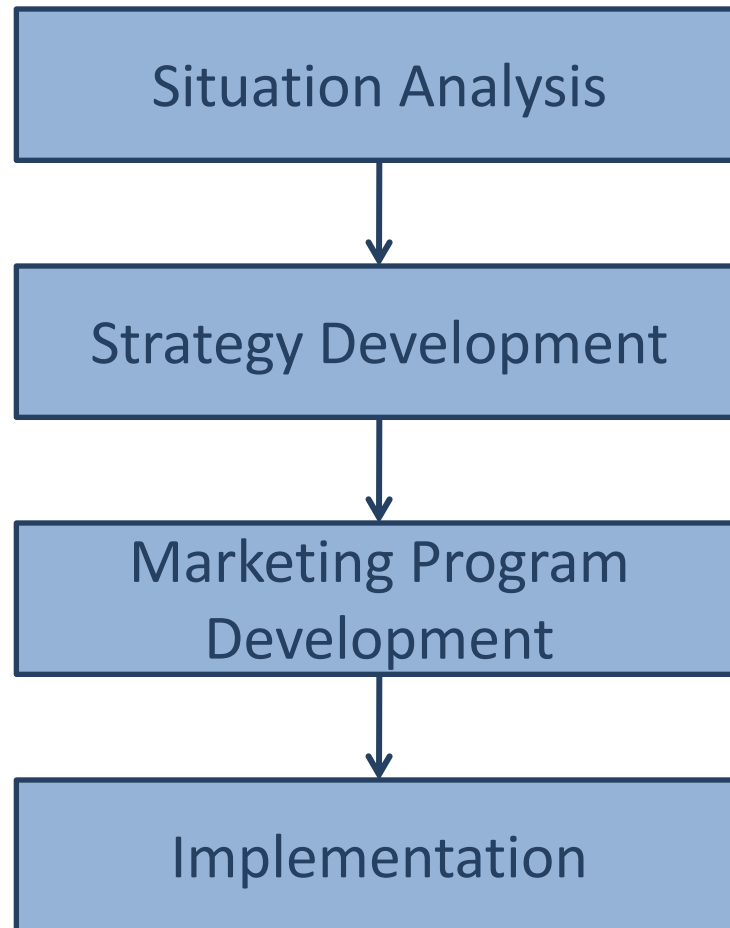 Situation Analysis
Strategy Development
Marketing Program
Development
Implementation